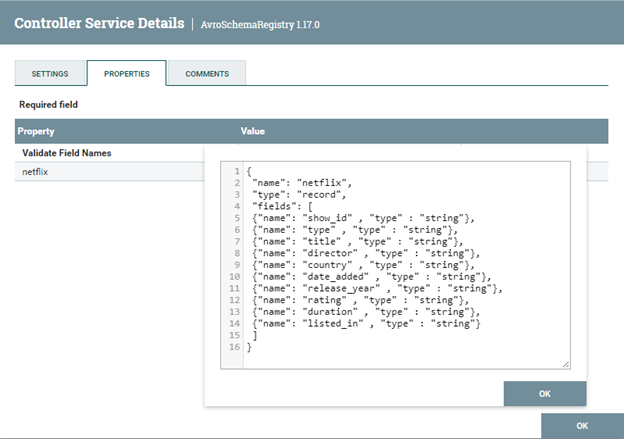 Controller Service Details | AvroSchemaRegistry 1.17.0
SETTINGS PROPERTIES COMMENTS
Required field
Property Value
Validate Field Names
netflix
1 {
2 "name": "netflix",
3 "type": "record",
4 "fields": [
5 {"name": "show_id" , "type" : "string"},
6 {"name": "type" , "type" : "string"},
7 {"name": "title" , "type" : "string"},
8 {"name": "director" , "type" : "string"},
9 {"name": "country" , "type" : "string"},
10 {"name": "date_added" , "type" : "string"},
11 {"name": "release_year" , "type" : "string"},
12 {"name": "rating" , "type" : "string"},
13 {"name": "duration" , "type" : "string"},
14 {"name": "listed_in" , "type" : "string"}
15 ]
16 }
OK
OK